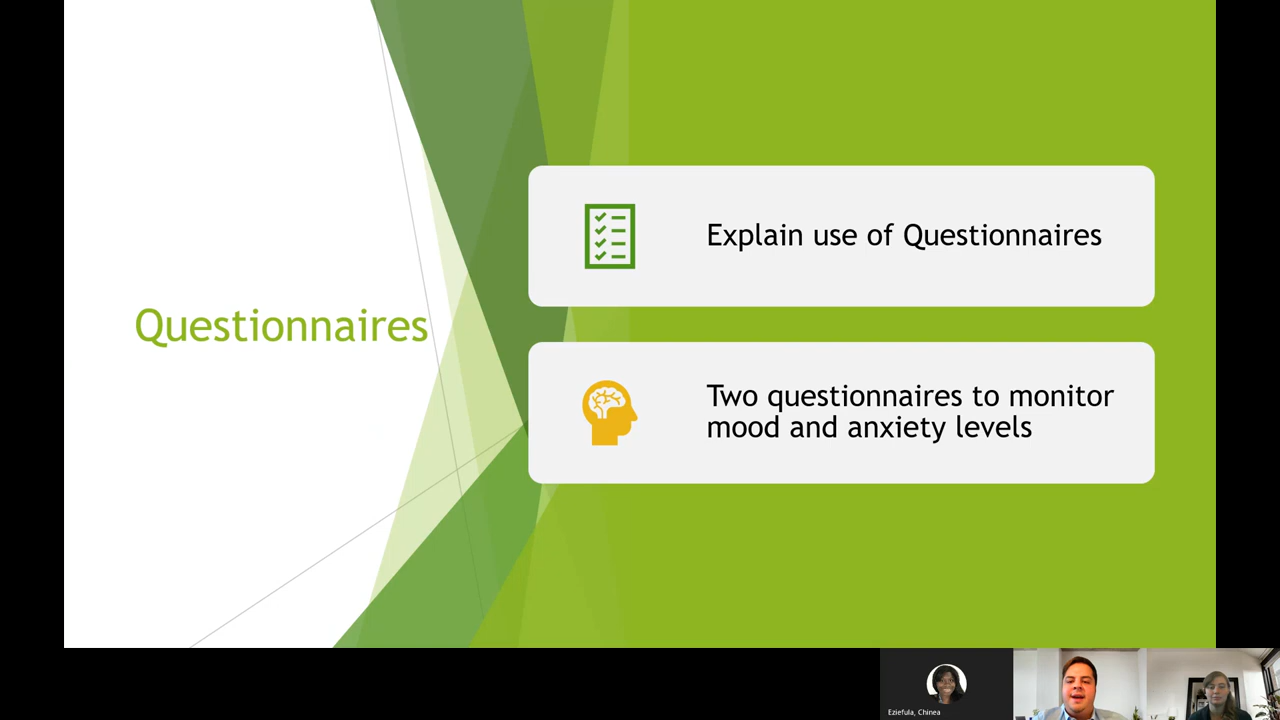 Questionnaires
Explain use of Questionnaires
Two questionnaires to monitor
mood and anxiety levels
Eziefula, Chinea